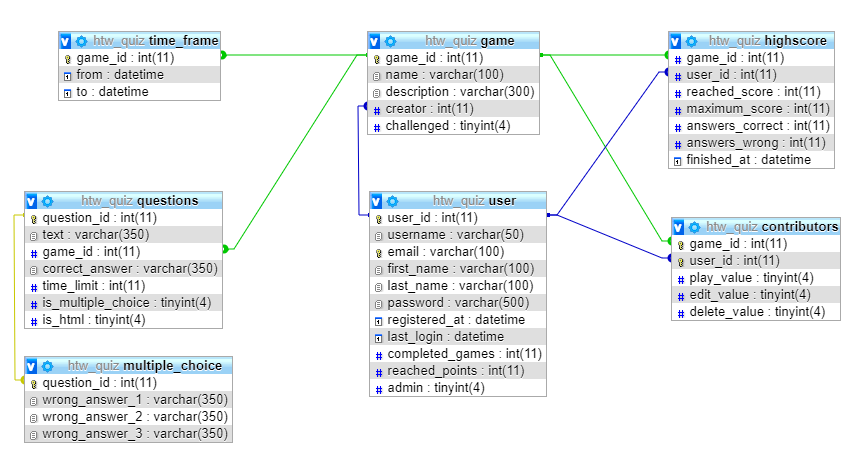 htw_quiz time_frame
game_id : int(11)
from : datetime
to : datetime
htw_quiz game
game_id : int(11)
name : varchar(100)
description : varchar(300)
creator : int(11)
challenged : tinyint(4)
htw_quiz highscore
game_id : int(11)
user_id : int(11)
reached_score : int(11)
maximum_score : int(11)
answers_correct : int(11)
answers_wrong : int(11)
finished_at : datetime
htw_quiz questions
question_id : int(11)
text : varchar(350)
game_id : int(11)
correct_answer : varchar(350)
time_limit : int(11)
is_multiple_choice : tinyint(4)
is_html : tinyint(4)
htw_quiz user
user_id : int(11)
username : varchar(50)
email : varchar(100)
first_name : varchar(100)
last_name : varchar(100)
password : varchar(500)
registered_at : datetime
last_login : datetime
completed_games : int(11)
reached_points : int(11)
admin : tinyint(4)
htw_quiz contributors
game_id : int(11)
user_id : int(11)
play_value : tinyint(4)
edit_value : tinyint(4)
delete_value : tinyint(4)
htw_quiz multiple_choice
question_id : int(11)
wrong_answer_1 : varchar(350)
wrong_answer_2 : varchar(350)
wrong_answer_3 : varchar(350)